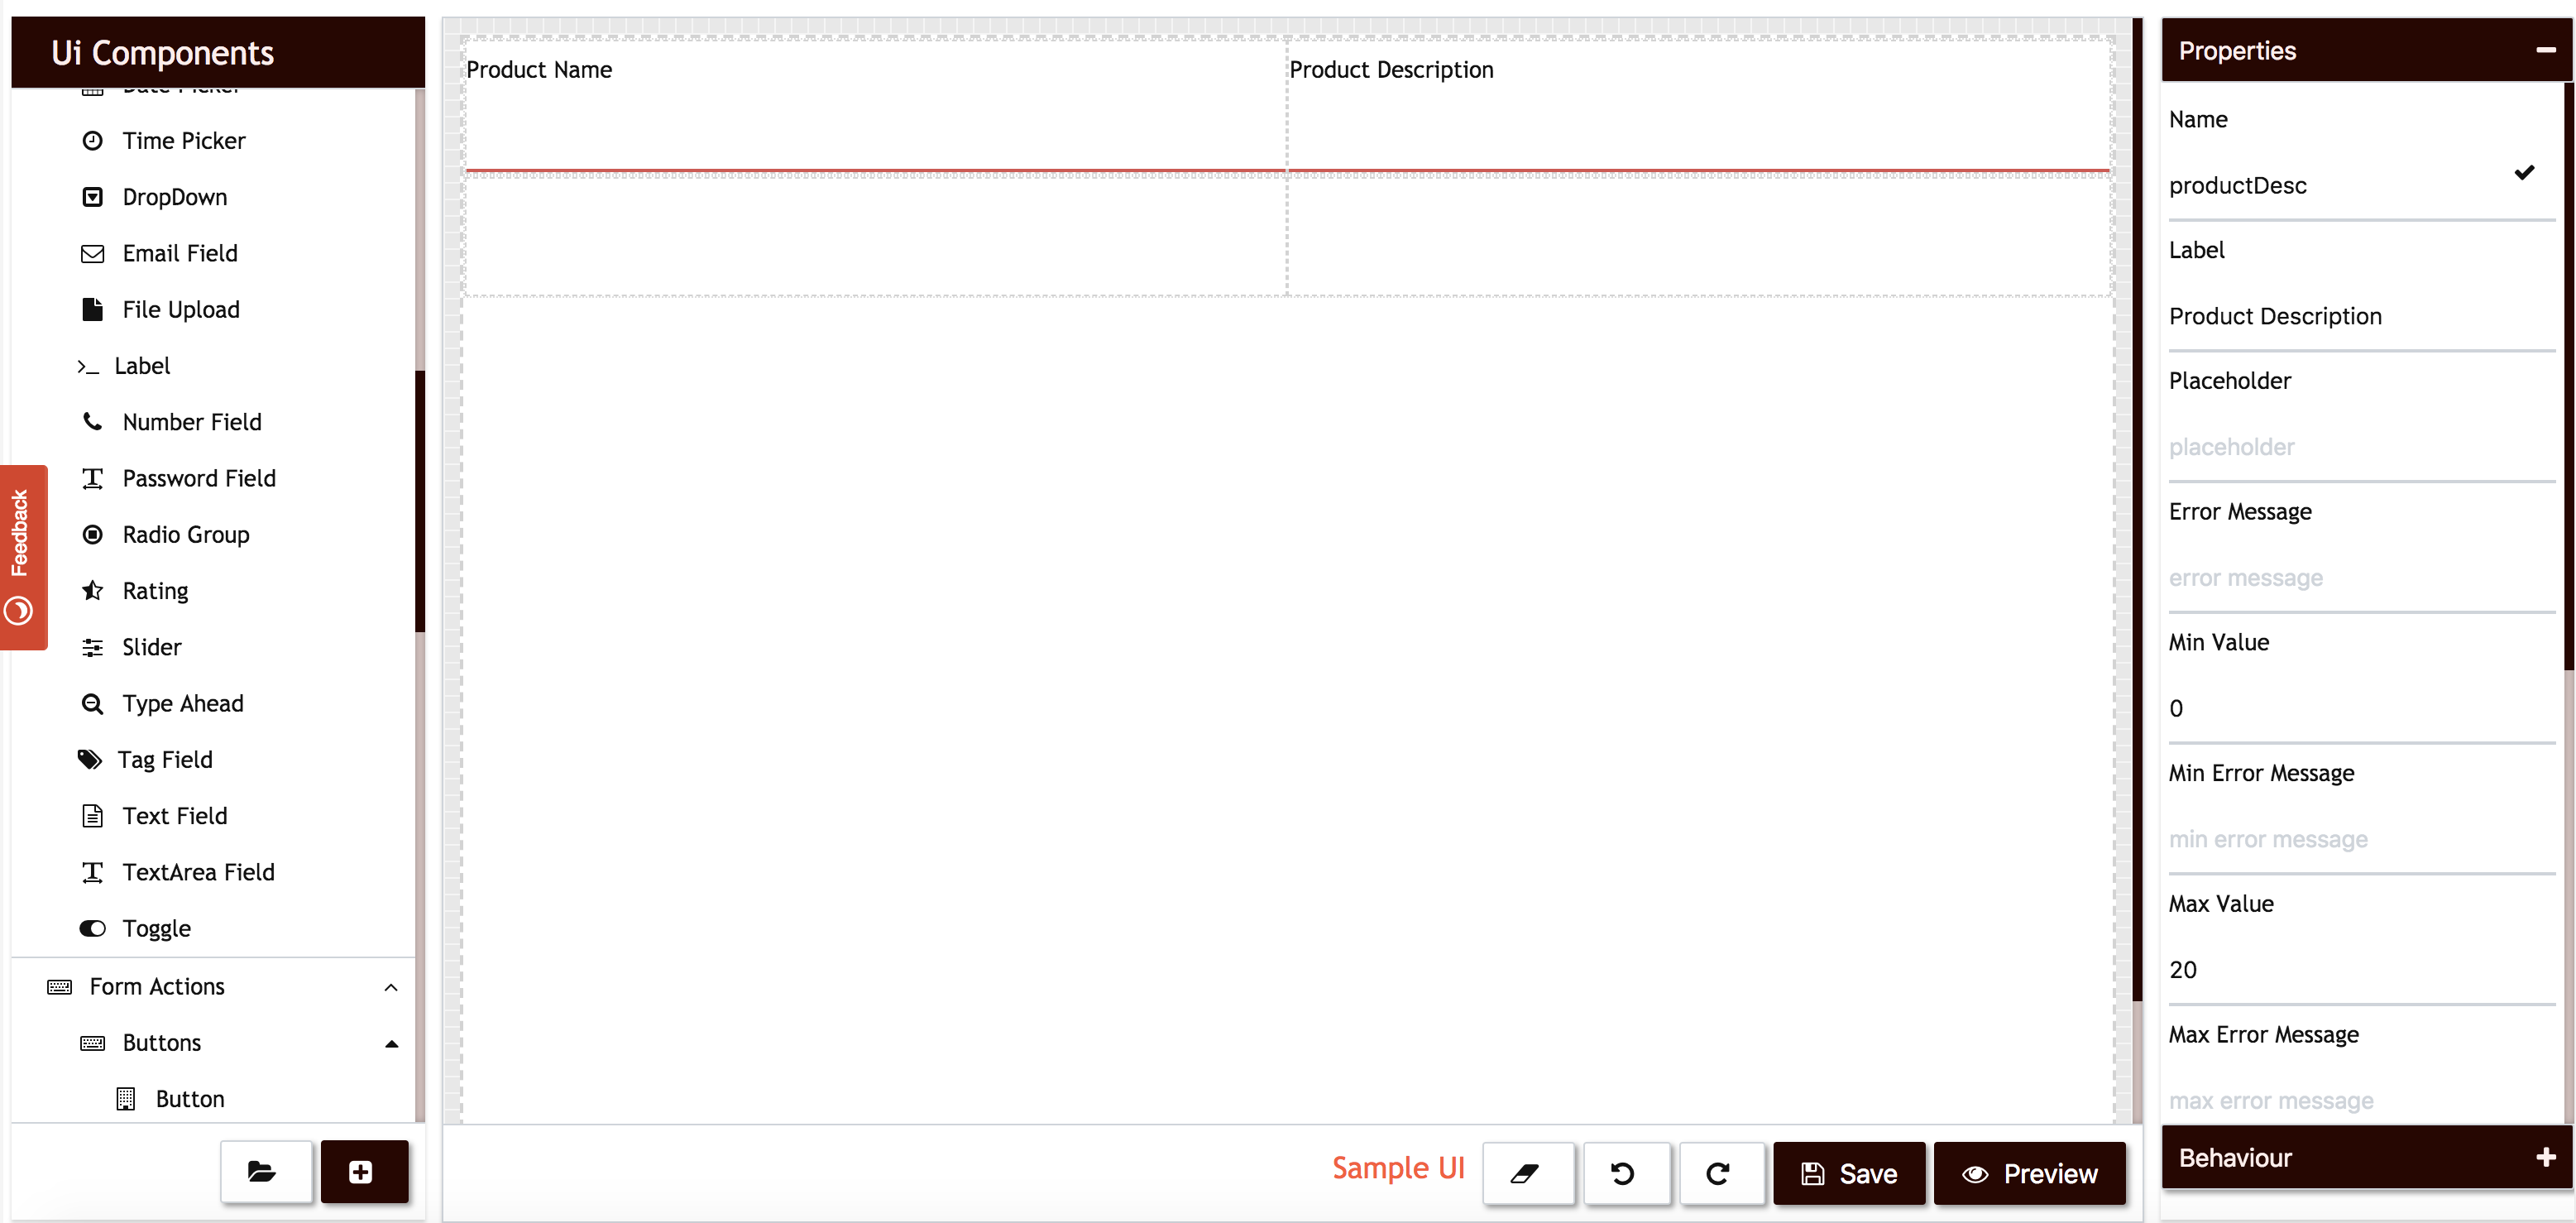 Ui Components
Date Picker
Time Picker
DropDown
Email Field
File Upload
Label
Number Field
Password Field
Radio Group
Rating
Slider
Type Ahead
Tag Field
Text Field
TextArea Field
Toggle
Form Actions
Buttons
Button
Feedback
Product Name
Product Description
Sample UI
Save
Preview
Properties
Name
productDesc
Label
Product Description
Placeholder
placeholder
Error Message
error message
Min Value
0
Min Error Message
min error message
Max Value
20
Max Error Message
max error message
Behaviour